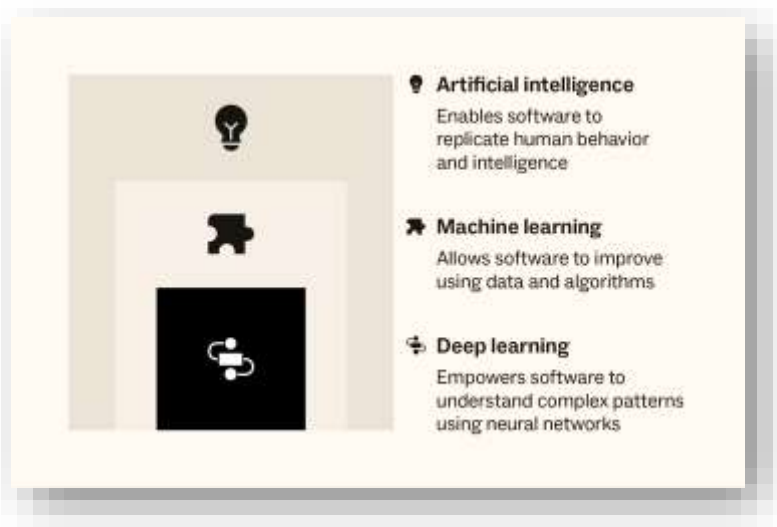 Artificial intelligence
Enables software to
replicate human behavior
and intelligence
Machine learning
Allows software to improve
using data and algorithms
Deep learning
Empowers software to
understand complex patterns
using neural networks